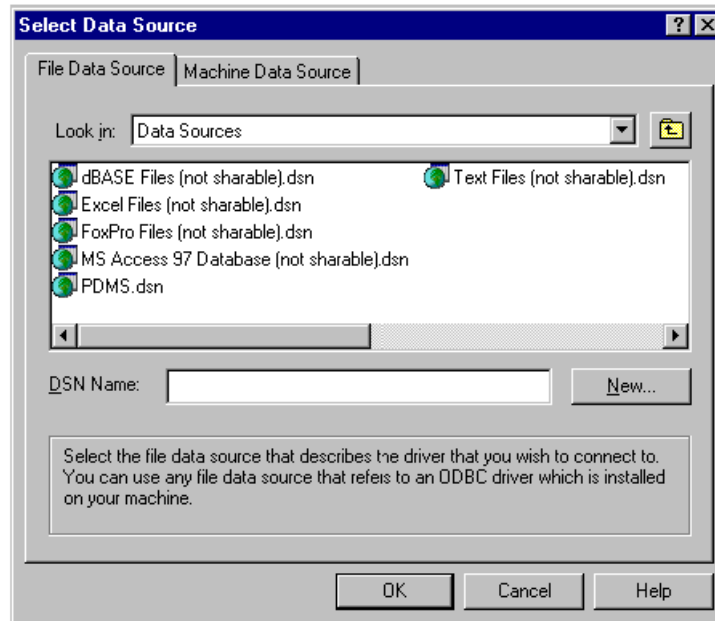 Select Data Source
File Data Source
Machine Data Source
Look in: Data Sources
dBASE Files (not sharable).dsn
Excel Files (not sharable).dsn
FoxPro Files (not sharable).dsn
MS Access 97 Database (not sharable).dsn
PDMS.dsn
Text Files (not sharable).dsn
DSN Name:
New...
Select the file data source that describes the driver that you wish to connect to.
You can use any file data source that refers to an ODBC driver which is installed
on your machine.
OK
Cancel
Help